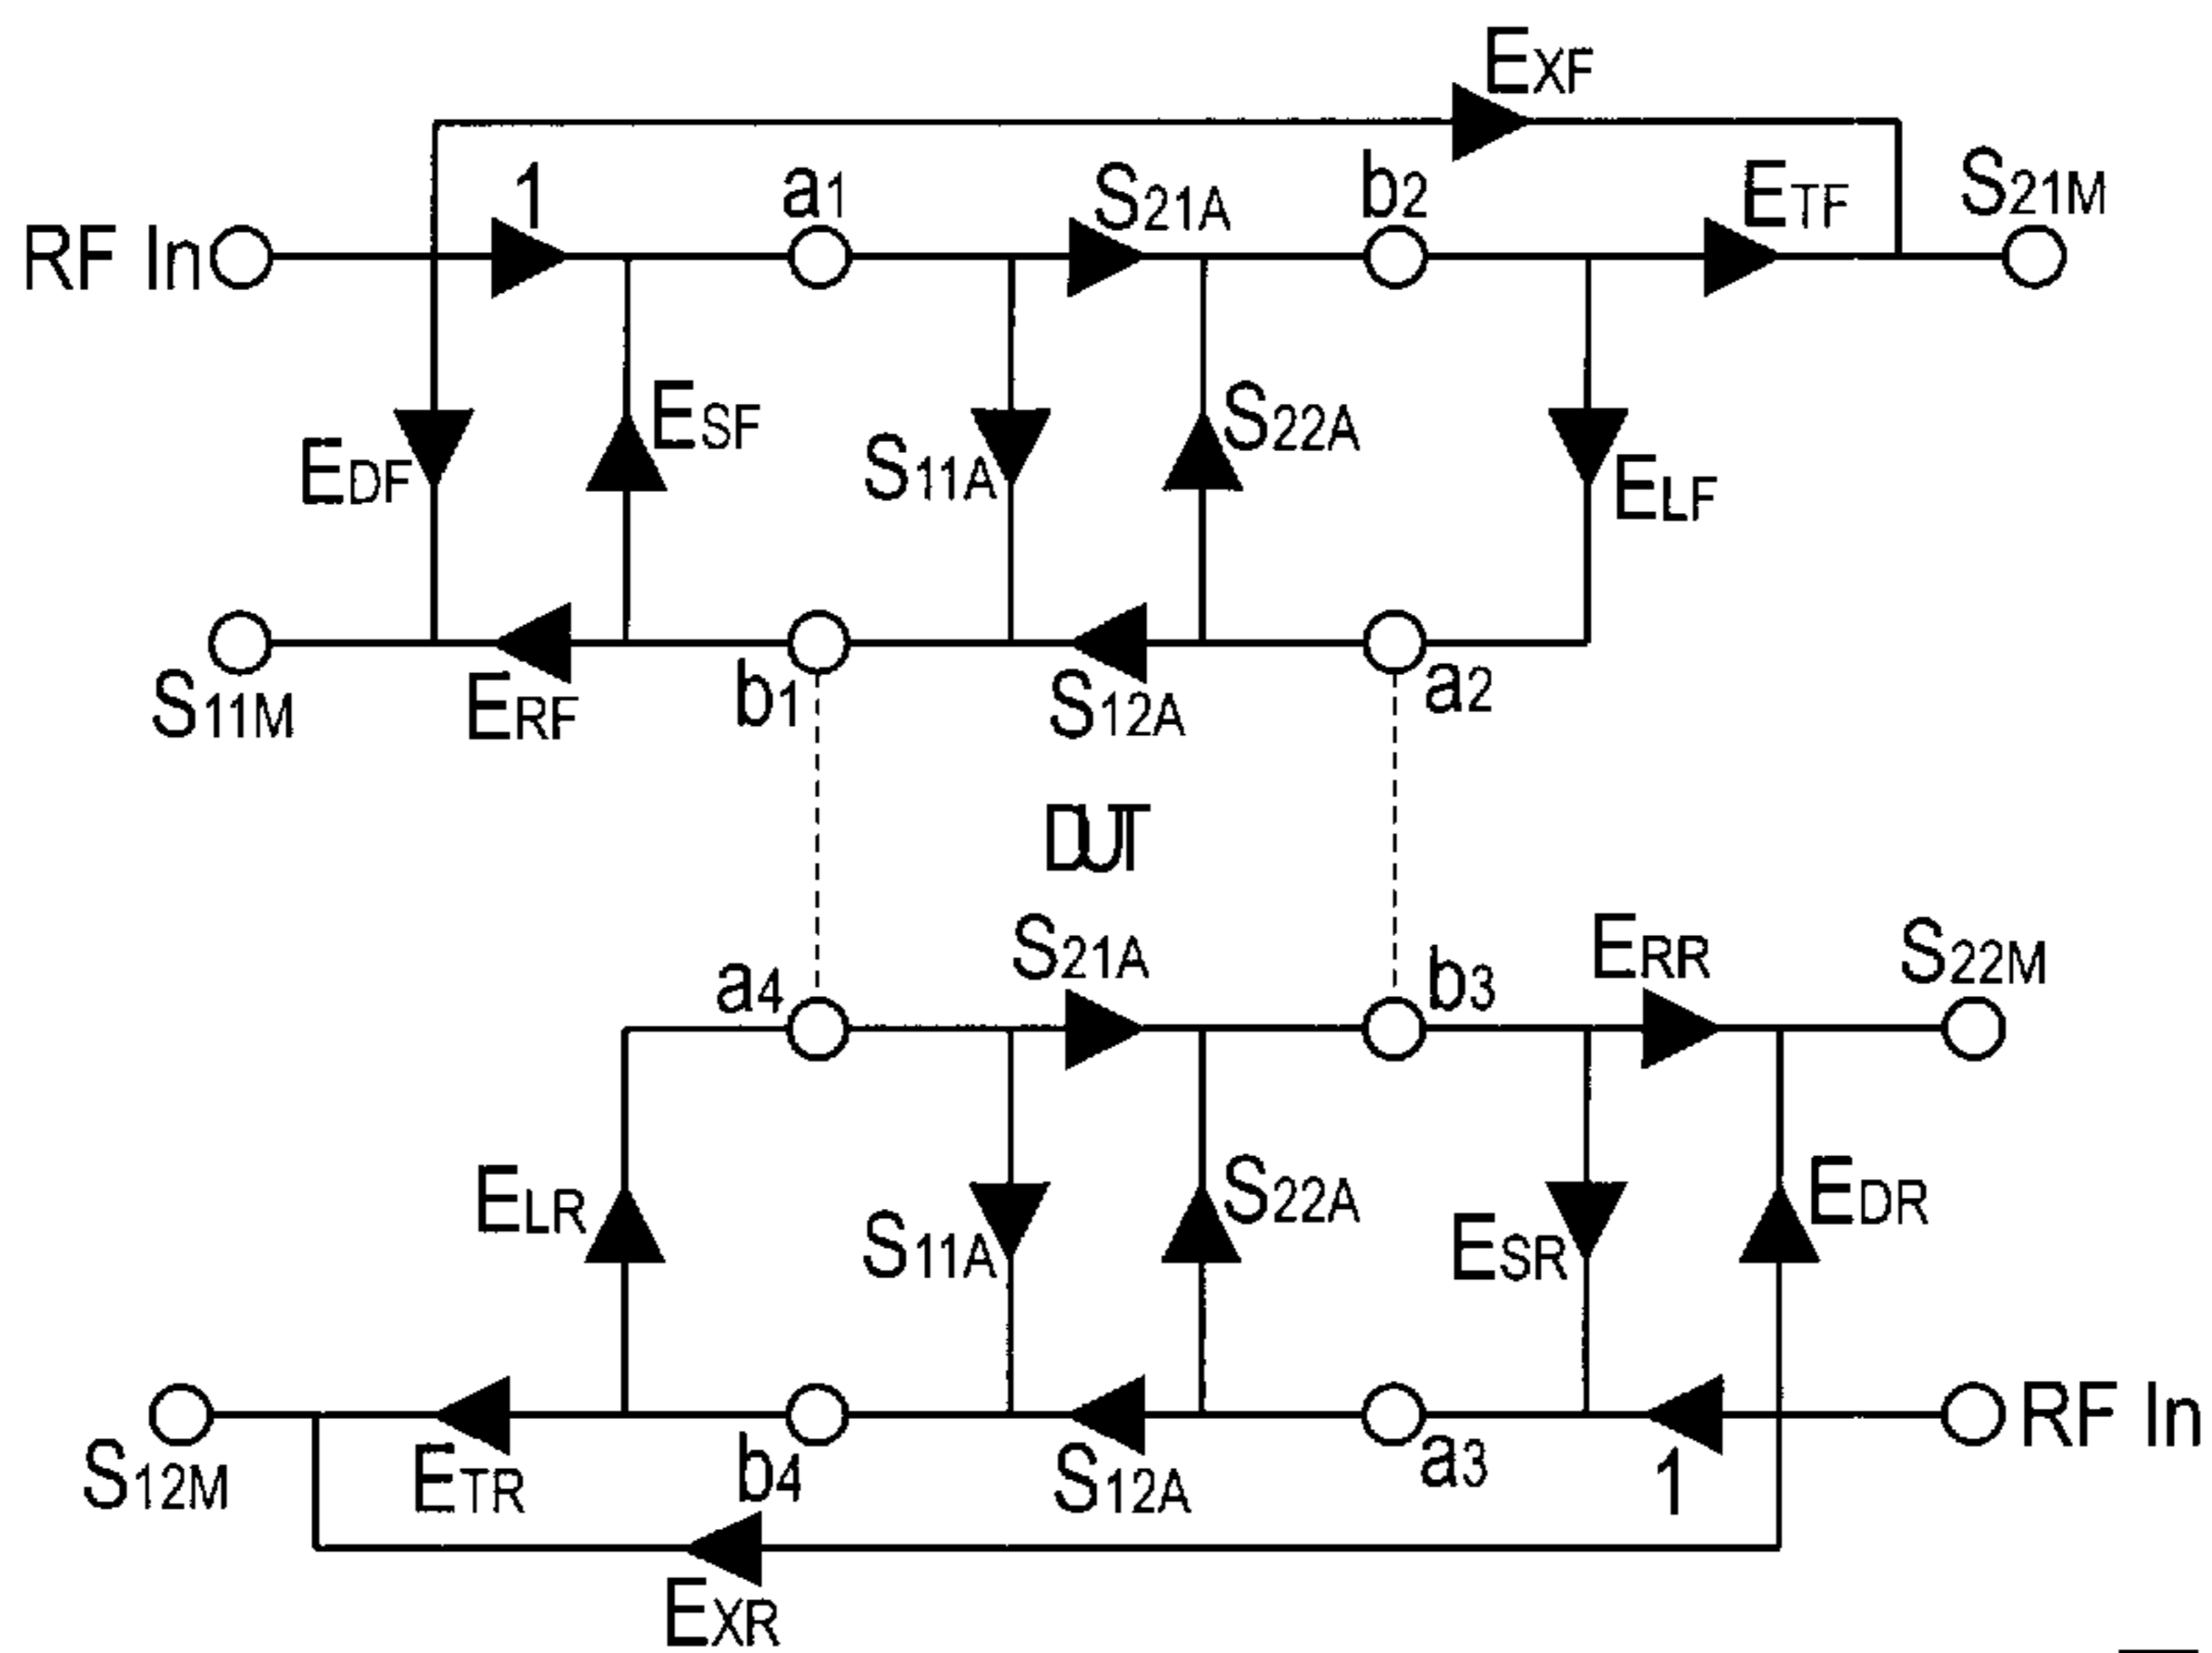 EXF
1
a1
S21A
b2
ETF
S21M
RF In
EDF
ESF
S11A
S22A
ELF
S11M
ERF
b1
S12A
a2
DUT
a4
S21A
b3
ERR
S22M
ELR
S11A
S22A
ESR
EDR
S12M
ETR
b4
S12A
a3
1
RF In
EXR